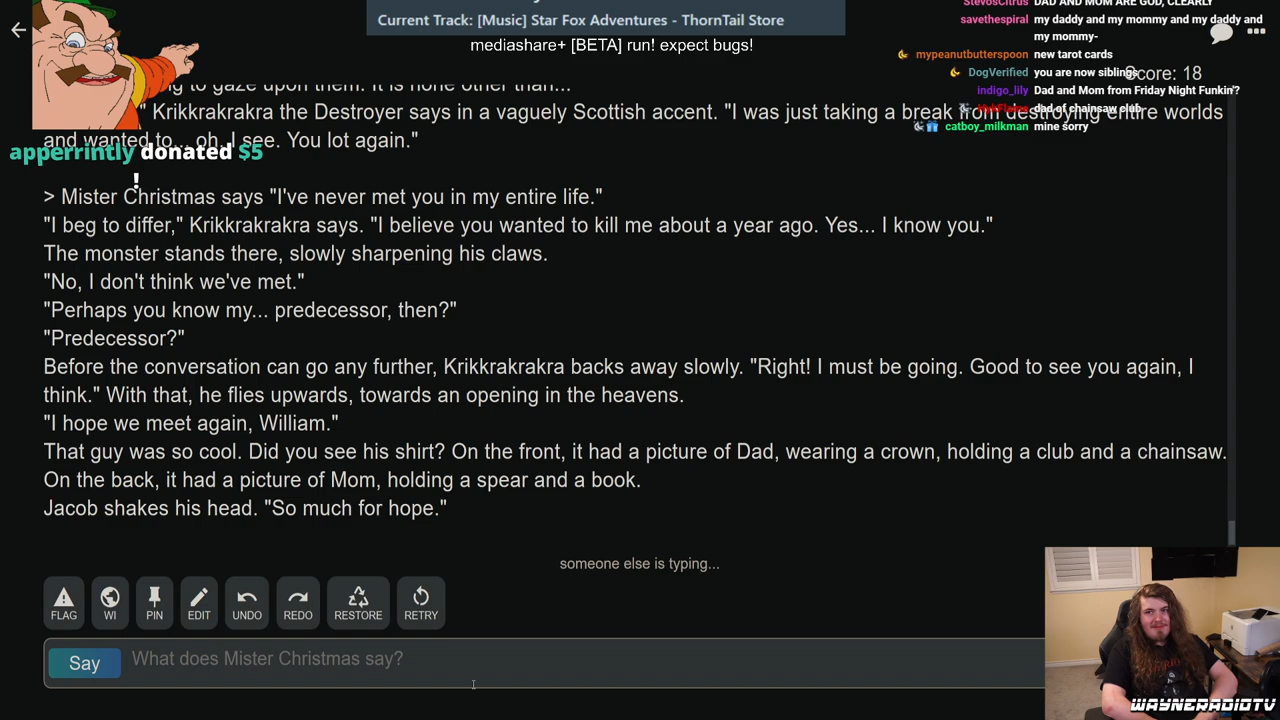 Current Track: [Music] Star Fox Adventures - ThornTail Store
mediashare+ [BETA] run! expect bugs!
StevosCitrus DAD AND MOM ARE GOD, CLEARLY
savethespiral my daddy and my mommy and my daddy and
my mommy-
mypeanutbutterspoon new tarot cards
DogVerified you are now siblings
Score: 18
indigo_lily Dad and Mom from Friday Night Funkin'?
dad of chainsaw club
catboy_milkman mine sorry
to gaze upon them. It is none other than...
Krikkrakrakra the Destroyer says in a vaguely Scottish accent. "I was just taking a break from destroying entire worlds
and wanted to... oh, I see. You lot again."
apperrintly donated $5
!
> Mister Christmas says "I've never met you in my entire life."
"I beg to differ," Krikkrakrakra says. "I believe you wanted to kill me about a year ago. Yes... I know you."
The monster stands there, slowly sharpening his claws.
"No, I don't think we've met."
"Perhaps you know my... predecessor, then?"
"Predecessor?"
Before the conversation can go any further, Krikkrakrakra backs away slowly. "Right! I must be going. Good to see you again, I
think." With that, he flies upwards, towards an opening in the heavens.
"I hope we meet again, William."
That guy was so cool. Did you see his shirt? On the front, it had a picture of Dad, wearing a crown, holding a club and a chainsaw.
On the back, it had a picture of Mom, holding a spear and a book.
Jacob shakes his head. "So much for hope."
someone else is typing...
FLAG WI PIN EDIT UNDO REDO RESTORE RETRY
Say What does Mister Christmas say?
WAYNERADIOTV